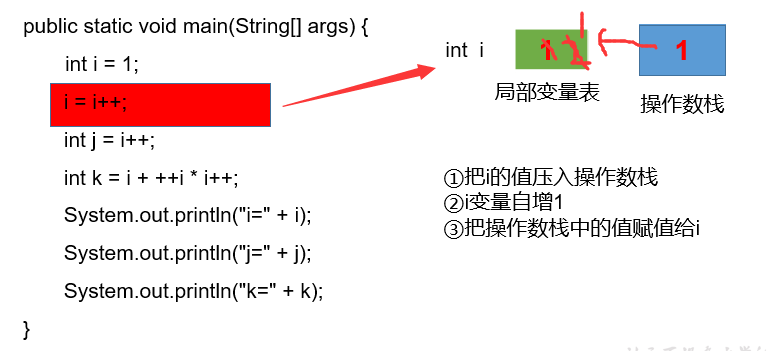 public static void main(String[] args) {
int i = 1;
i = i++;
int j = i++;
int k = i + ++i * i++;
System.out.println("i=" + i);
System.out.println("j=" + j);
System.out.println("k=" + k);
}
int i
1
2
1
1
局部变量表
操作数栈
①把i的值压入操作数栈
②i变量自增1
③把操作数栈中的值赋值给i